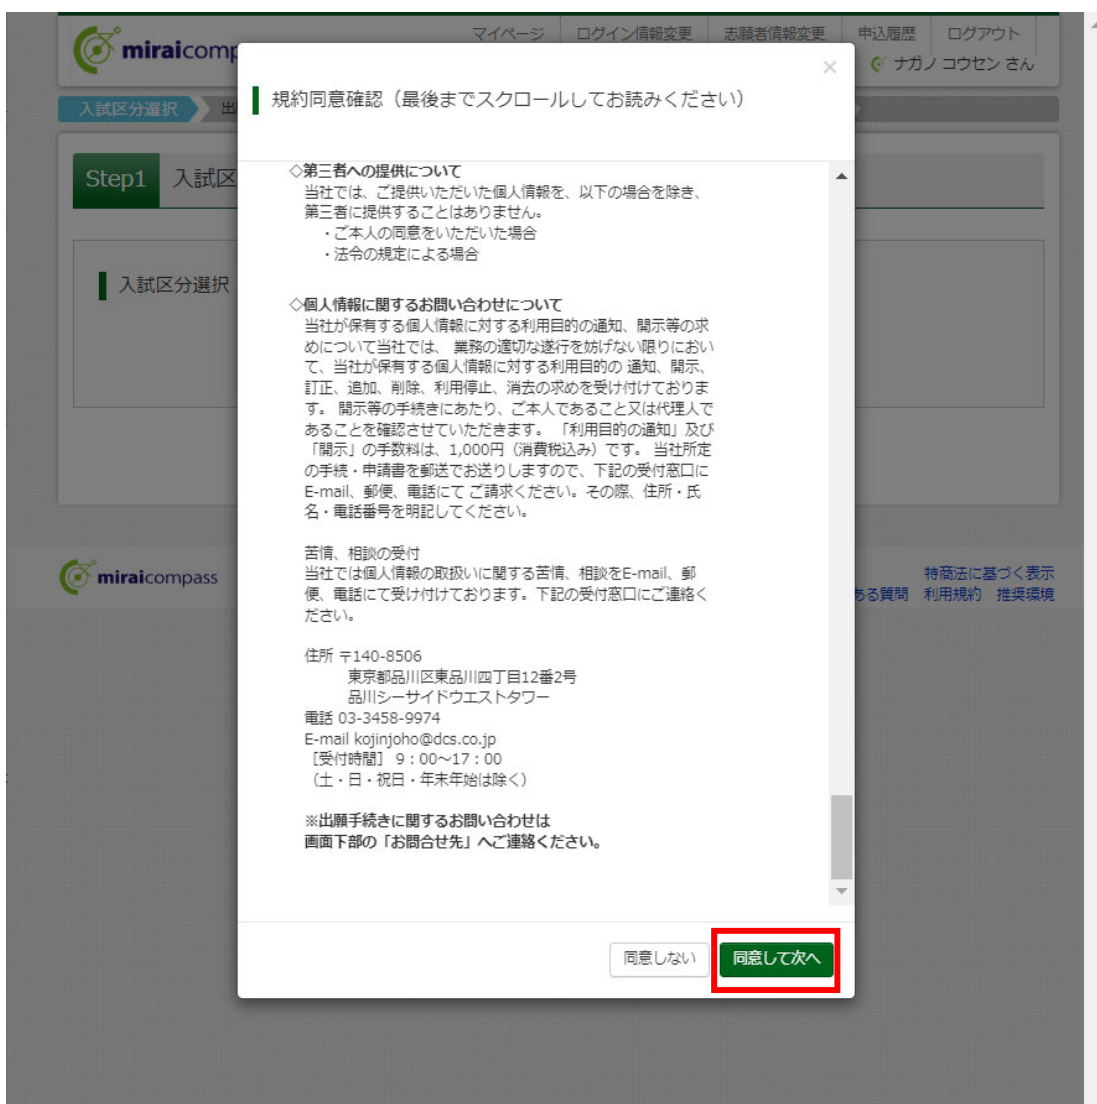 miraicomp
マイページ
ログイン情報変更
志願者情報変更
申込履歴
ログアウト
ナガノ コウセン さん
入試区分選択
出
Step1 入試区
入試区分選択
×
規約同意確認（最後までスクロールしてお読みください）
◇第三者への提供について
当社では、ご提供いただいた個人情報を、以下の場合を除き、
第三者に提供することはありません。
・ご本人の同意をいただいた場合
・法令の規定による場合
◇個人情報に関するお問い合わせについて
当社が保有する個人情報に対する利用目的の通知、開示等の求
めについて当社では、 業務の適切な遂行を妨げない限りにおい
て、当社が保有する個人情報に対する利用目的の 通知、開示、
訂正、追加、削除、利用停止、消去の求めを受け付けておりま
す。 開示等の手続きにあたり、ご本人であること又は代理人で
あることを確認させていただきます。 「利用目的の通知」及び
「開示」の手数料は、1,000円（消費税込み）です。 当社所定
の手続・申請書を郵送でお送りしますので、下記の受付窓口に
E-mail、郵便、電話にて ご請求ください。その際、住所・氏
名・電話番号を明記してください。
苦情、相談の受付
当社では個人情報の取扱いに関する苦情、相談をE-mail、郵
便、電話にて受け付けております。下記の受付窓口にご連絡く
ださい。
住所 〒140-8506
東京都品川区東品川四丁目12番2号
品川シーサイドウエストタワー
電話 03-3458-9974
E-mail kojinjoho@dcs.co.jp
［受付時間］ 9：00～17：00
（土・日・祝日・年末年始は除く）
※出願手続きに関するお問い合わせは
画面下部の「お問合せ先」へご連絡ください。
同意しない
同意して次へ
miraicompass
特商法に基づく表示
ある質問 利用規約 推奨環境